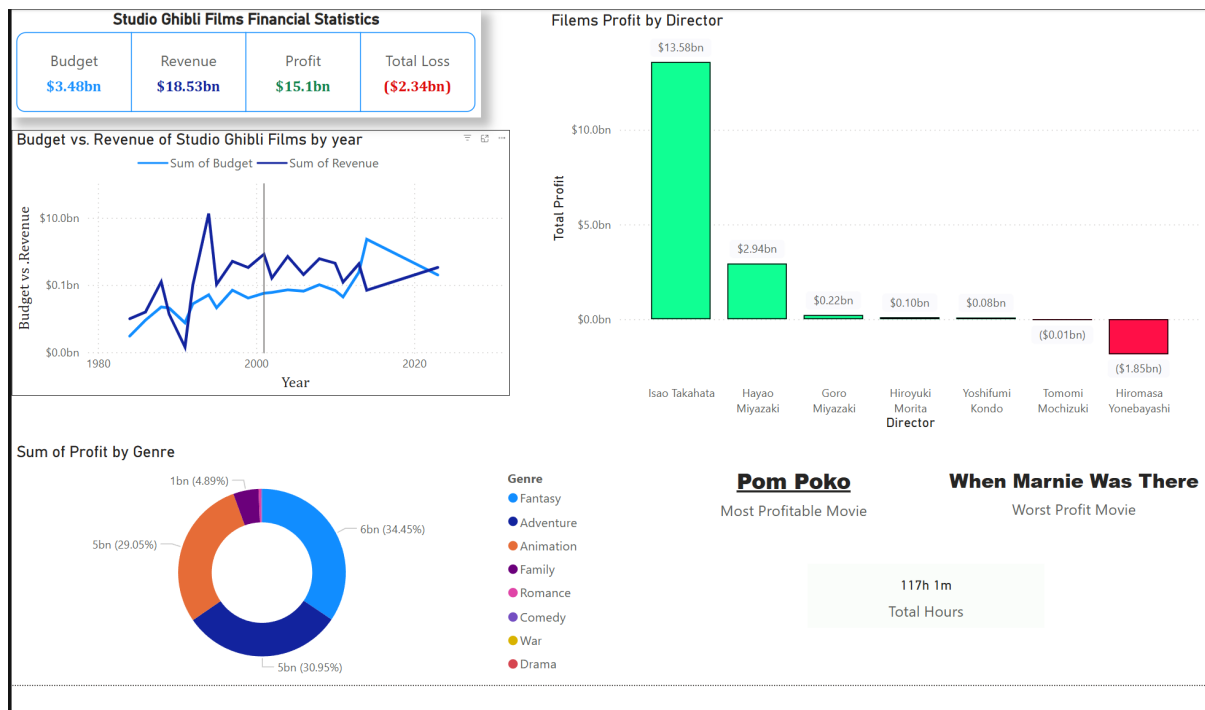 Studio Ghibli Films Financial Statistics
Budget
$3.48bn
Revenue
$18.53bn
Profit
$15.1bn
Total Loss
($2.34bn)
Budget vs. Revenue of Studio Ghibli Films by year
Sum of Budget
Sum of Revenue
Budget vs .Revenue
$10.0bn
$0.1bn
$0.0bn
1980
2000
2020
Year
Filems Profit by Director
Total Profit
$10.0bn
$5.0bn
$0.0bn
$13.58bn
$2.94bn
$0.22bn
$0.10bn
$0.08bn
($0.01bn)
($1.85bn)
Isao Takahata
Hayao
Miyazaki
Goro
Miyazaki
Hiroyuki
Morita
Yoshifumi
Kondo
Tomomi
Mochizuki
Hiromasa
Yonebayashi
Director
Sum of Profit by Genre
1bn (4.89%)
6bn (34.45%)
5bn (29.05%)
5bn (30.95%)
Genre
Fantasy
Adventure
Animation
Family
Romance
Comedy
War
Drama
Pom Poko
Most Profitable Movie
When Marnie Was There
Worst Profit Movie
117h 1m
Total Hours